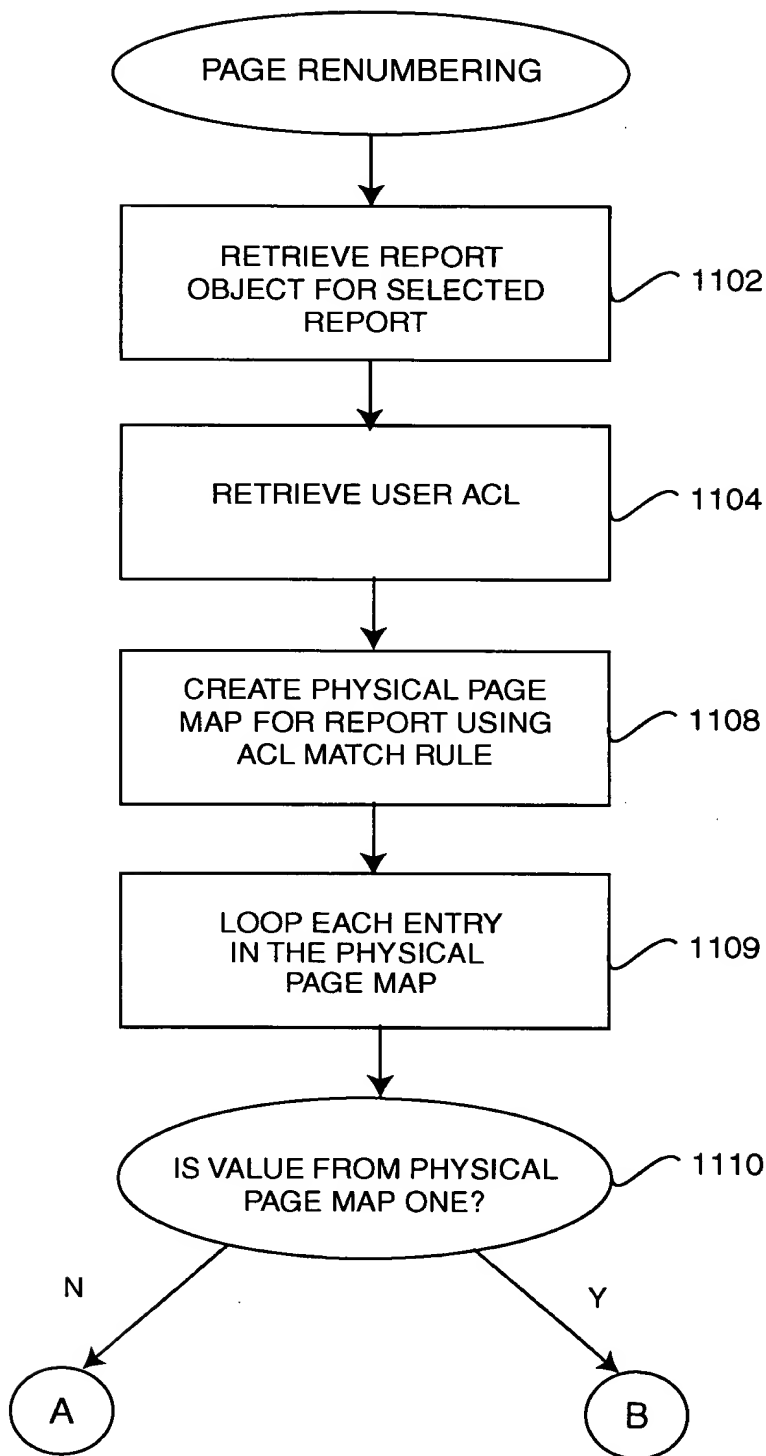 PAGE RENUMBERING
RETRIEVE REPORT
OBJECT FOR SELECTED
REPORT
1102
RETRIEVE USER ACL
1104
CREATE PHYSICAL PAGE
MAP FOR REPORT USING
ACL MATCH RULE
1108
LOOP EACH ENTRY
IN THE PHYSICAL
PAGE MAP
1109
IS VALUE FROM PHYSICAL
PAGE MAP ONE?
1110
N
Y
A
B